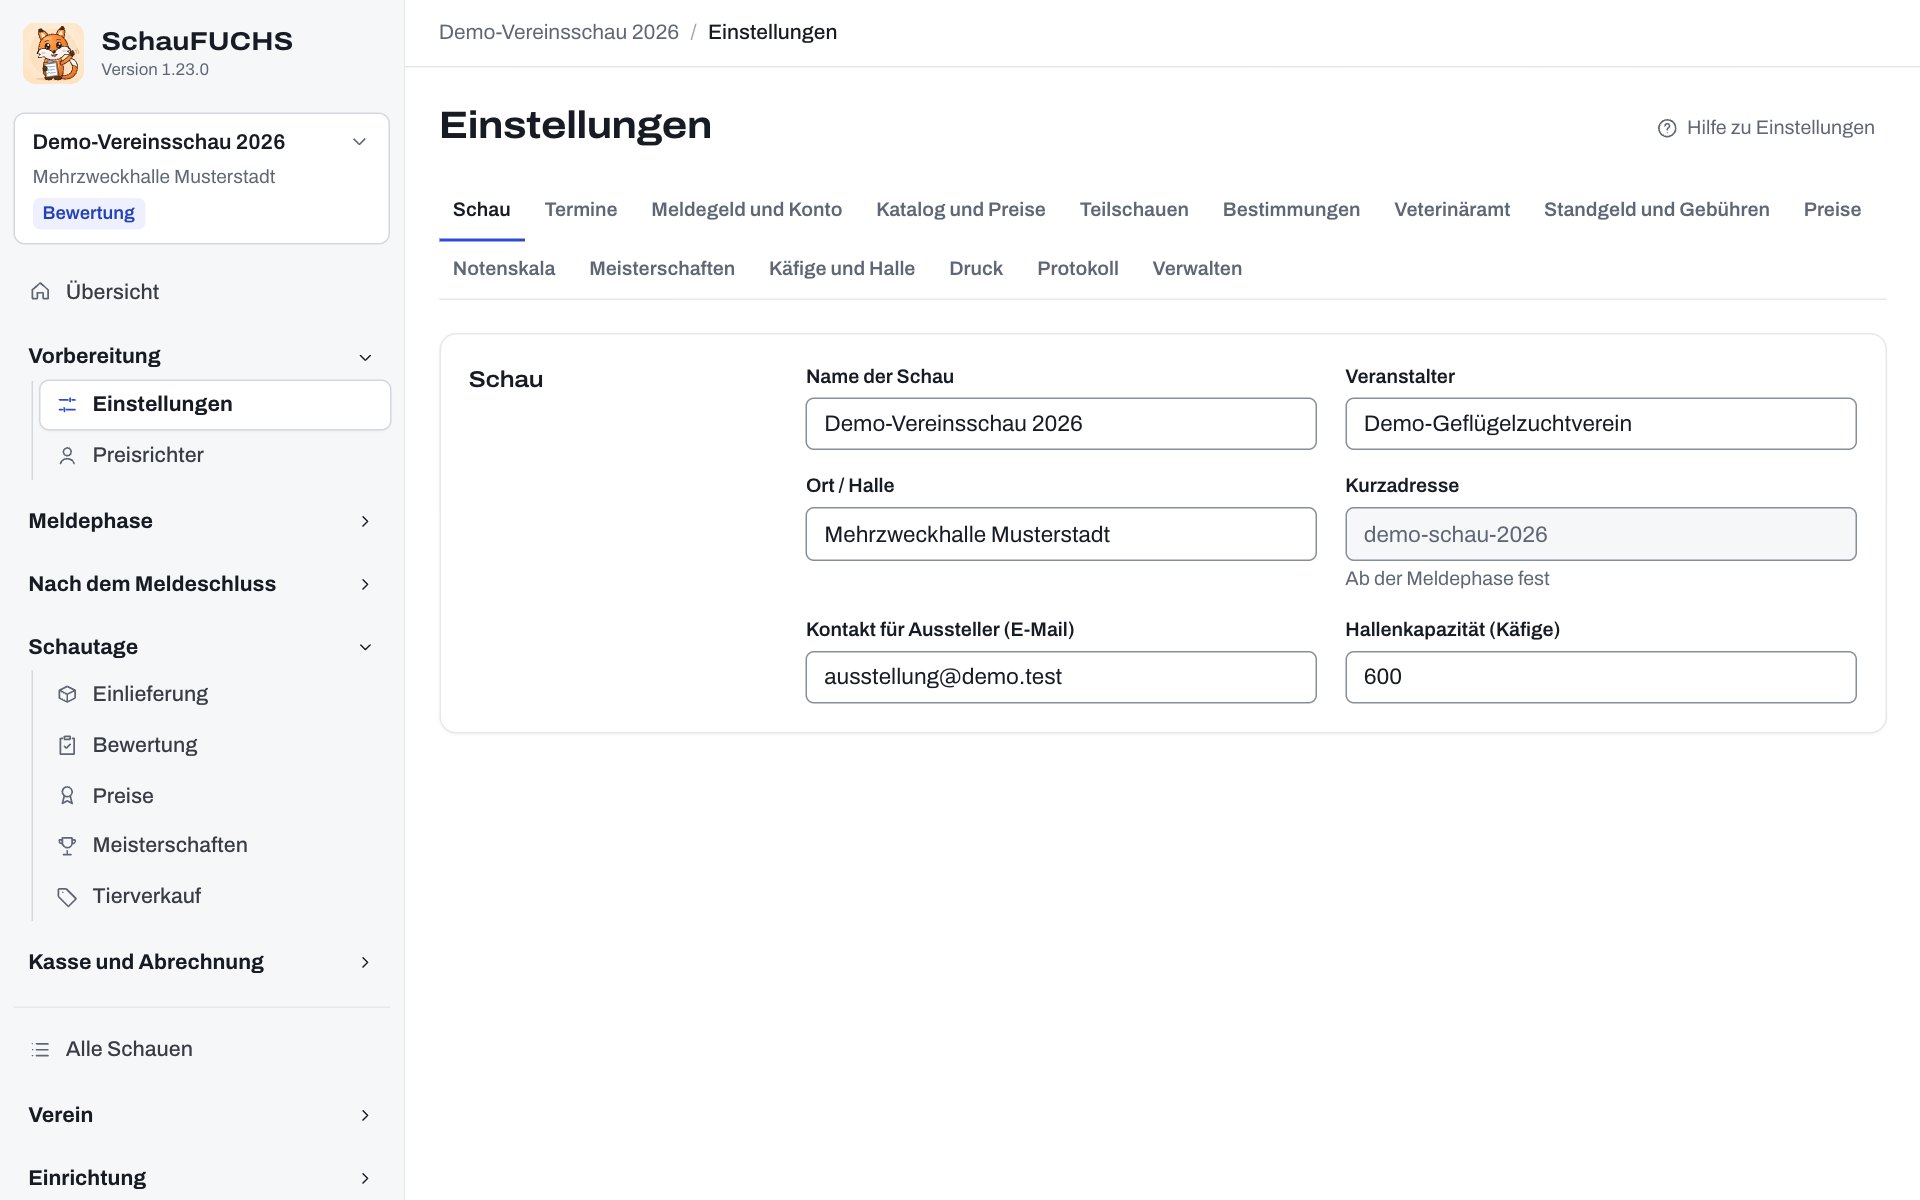 SchauFUCHS
Version 1.23.0
Demo-Vereinsschau 2026
Mehrzweckhalle Musterstadt
Bewertung
Übersicht
Vorbereitung
Einstellungen
Preisrichter
Meldephase
Nach dem Meldeschluss
Schautage
Einlieferung
Bewertung
Preise
Meisterschaften
Tierverkauf
Kasse und Abrechnung
Alle Schauen
Verein
Einrichtung
Demo-Vereinsschau 2026 / Einstellungen
Einstellungen
Hilfe zu Einstellungen
Schau Termine Meldegeld und Konto Katalog und Preise Teilschauen Bestimmungen Veterinäramt Standgeld und Gebühren Preise
Notenskala Meisterschaften Käfige und Halle Druck Protokoll Verwalten
Schau
Name der Schau
Demo-Vereinsschau 2026
Veranstalter
Demo-Geflügelzuchtverein
Ort / Halle
Mehrzweckhalle Musterstadt
Kurzadresse
demo-schau-2026
Ab der Meldephase fest
Kontakt für Aussteller (E-Mail)
ausstellung@demo.test
Hallenkapazität (Käfige)
600